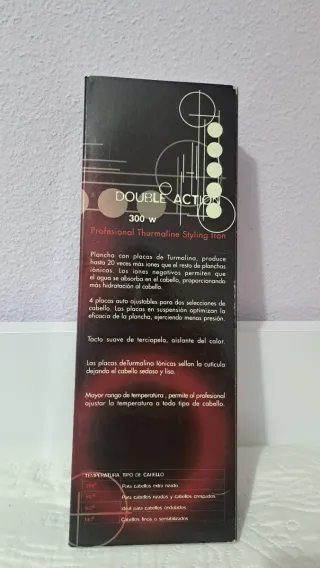 DOUBLE ACTION
300 w
Profesional Thurmaline Styling Iron
Plancha con placas de Turmalina, produce
hasta 20 veces más iones que el resto de planchas
iónicas. Los iones negativos permiten que
el agua se absorba en el cabello, proporcionando
más hidratación al cabello.
4 placas auto ajustables para dos selecciones de
cabello. Las placas en suspensión optimizan la
eficacia de la plancha, ejerciendo menos presión.
Tacto suave de terciopelo, aislante del calor.
Las placas deTurmalina Iónicas sellan la cuticula
dejando el cabello sedoso y liso.
Mayor rango de temperatura , permite al profesional
ajustar la temperatura a todo tipo de cabello.
TEMPERATURA TIPO DE CABELLO
Para cabellos extra rizado
Para cabellos rizados y cabellos
Ideal para cabellos ondulados
Cabellos finos o sensibilizados